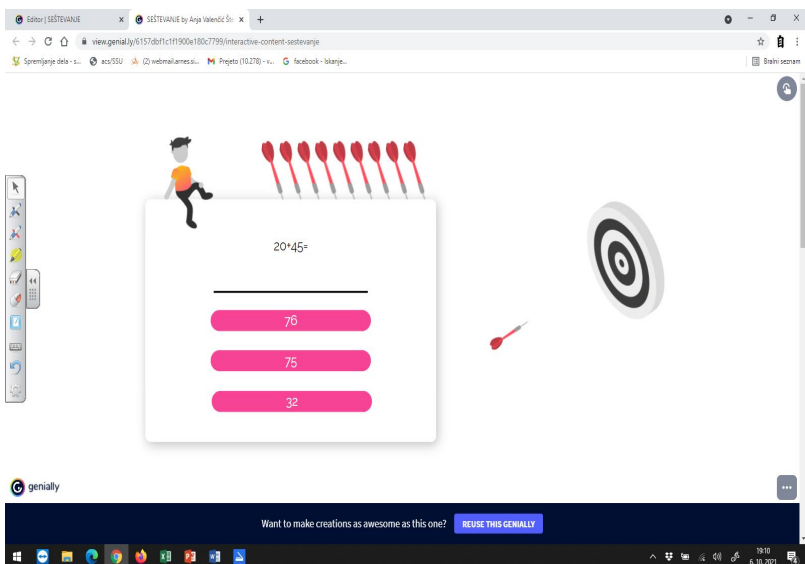 Editor | SEŠTEVANJE
SEŠTEVANJE by Anja Valenčić Što
view.genial.ly/6157dbf1c1f1900e180c7799/interactive-content-sestevanje
Spremljanje dela - s...
acs/SSU
(2) webmail.arnes.si...
Prejeto (10.278) – v...
facebook - Iskanje...
Bralni seznam
20+45=
76
75
32
genially
Want to make creations as awesome as this one?
REUSE THIS GENIALLY
19:10
6. 10. 2021